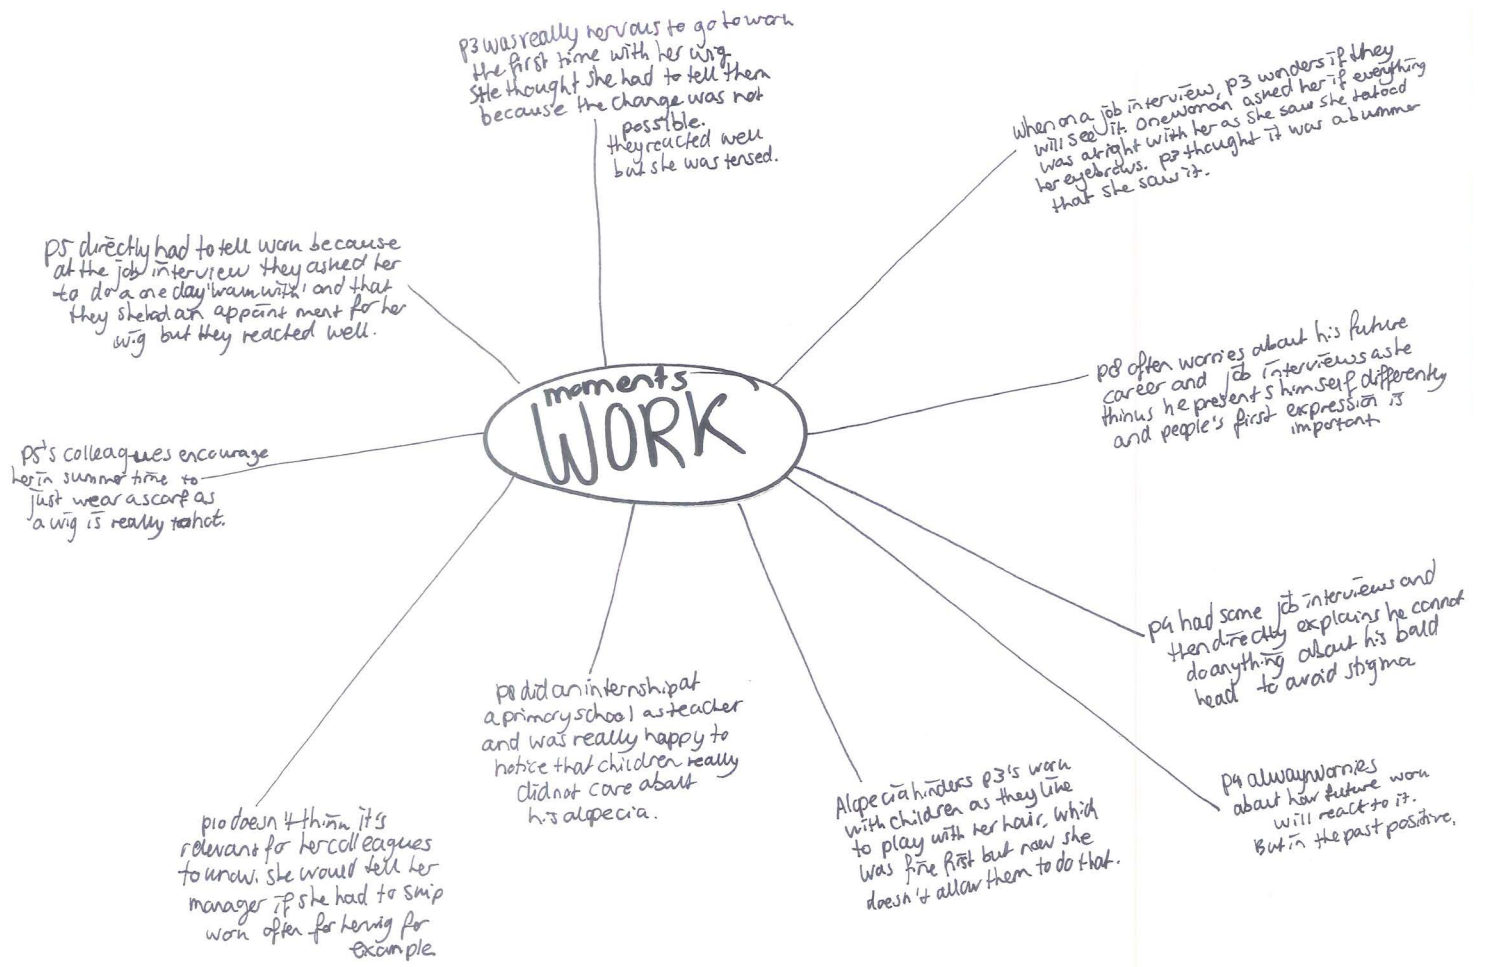 p3 was really nervous to go to work
the first time with her wig
she thought she had to tell them
because the change was not
possible.
they reacted well
but she was tensed.
when on a job interview, p3 wonders if they
will see it. One woman asked her if everything
was alright with her as she saw she tatood
her eyebrows. p3 thought it was a bummer
that she saw it.
p5 directly had to tell work because
at the job interview they asked her
to do a one day 'warm with' and that
they she had an appointment for her
wig but they reacted well.
p8 often worries about his future
career and job interviews as he
thinks he presents himself differently
and people's first expression is
important
moments
WORK
p5's colleagues encourage
her in summer time to
just wear a scarf as
a wig is really hot.
p4 had some job interviews and
then directly explains he cannot
do anything about his bald
head to avoid stigma
p8 did an internship at
a primary school as teacher
and was really happy to
notice that children really
did not care about
his alopecia.
Alopecia hinders p3's work
with children as they like
to play with her hair, which
was fine first but now she
doesn't allow them to do that.
p4 alway worries
about how future work
will react to it.
But in the past positive.
p10 doesn't think it's
relevant for her colleagues
to know. she would tell her
manager if she had to skip
work often for her wig for
example.